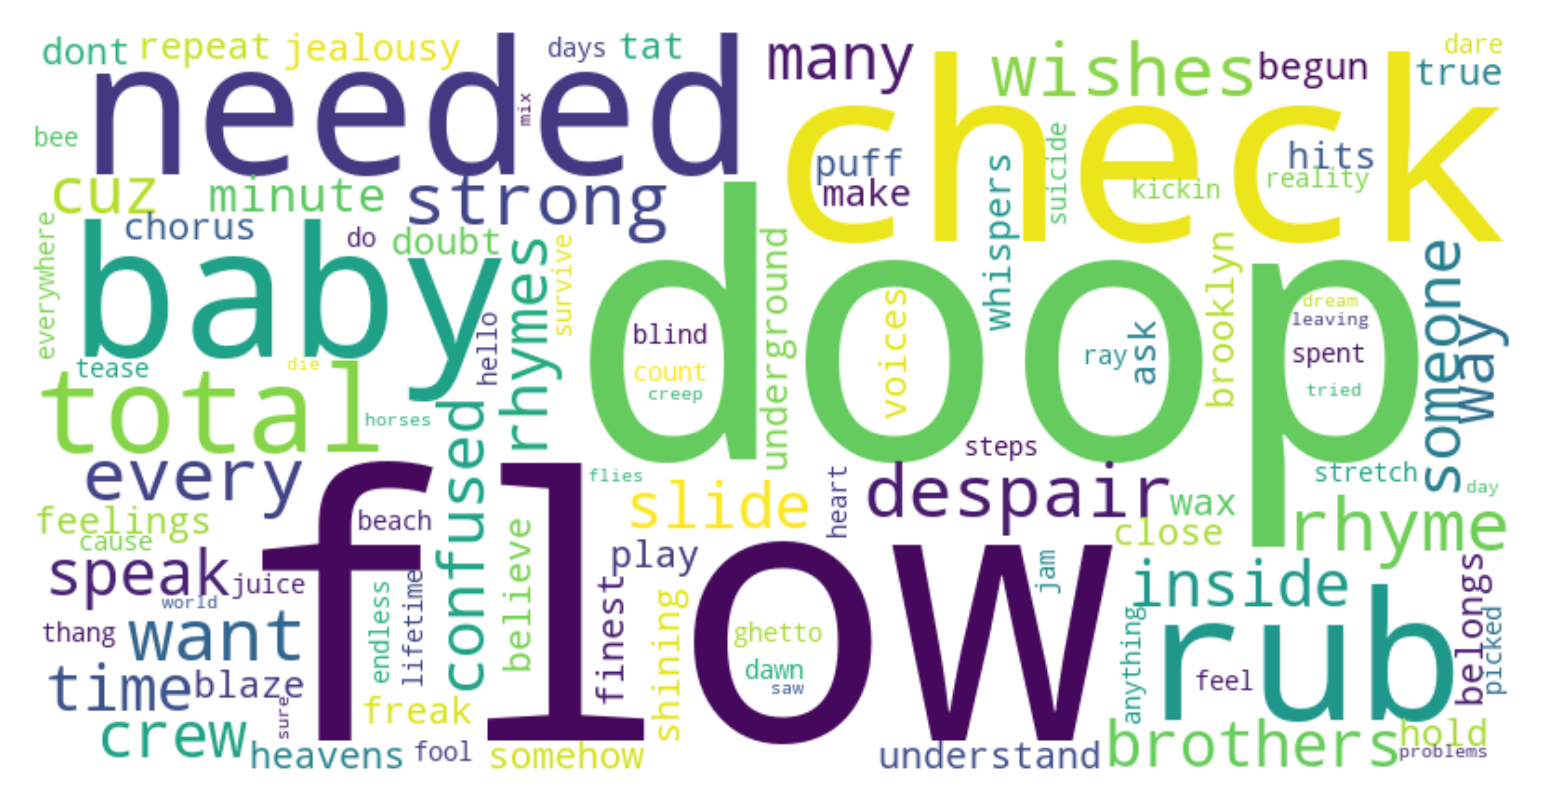 dont repeat jealousy days tat many wishes begun dare true
needed mix check
bee puff make hits reality kickin suicide whispers
cuz minute strong
everywhere chorus do doubt rhymes survive underground brooklyn someone way
baby hello doop
blind count creep voices ray ask dream leaving spent tried
tease die
total horses confused
every flies steps despair stretch day
feelings cause beach slide heart wax close rhyme
flow
speak juice world believe play finest jam inside belongs picked
thang want endless lifetime shining ghetto dawn saw anything rub feel
time blaze sure freak
crew heavens fool somehow understand brothers hold problems